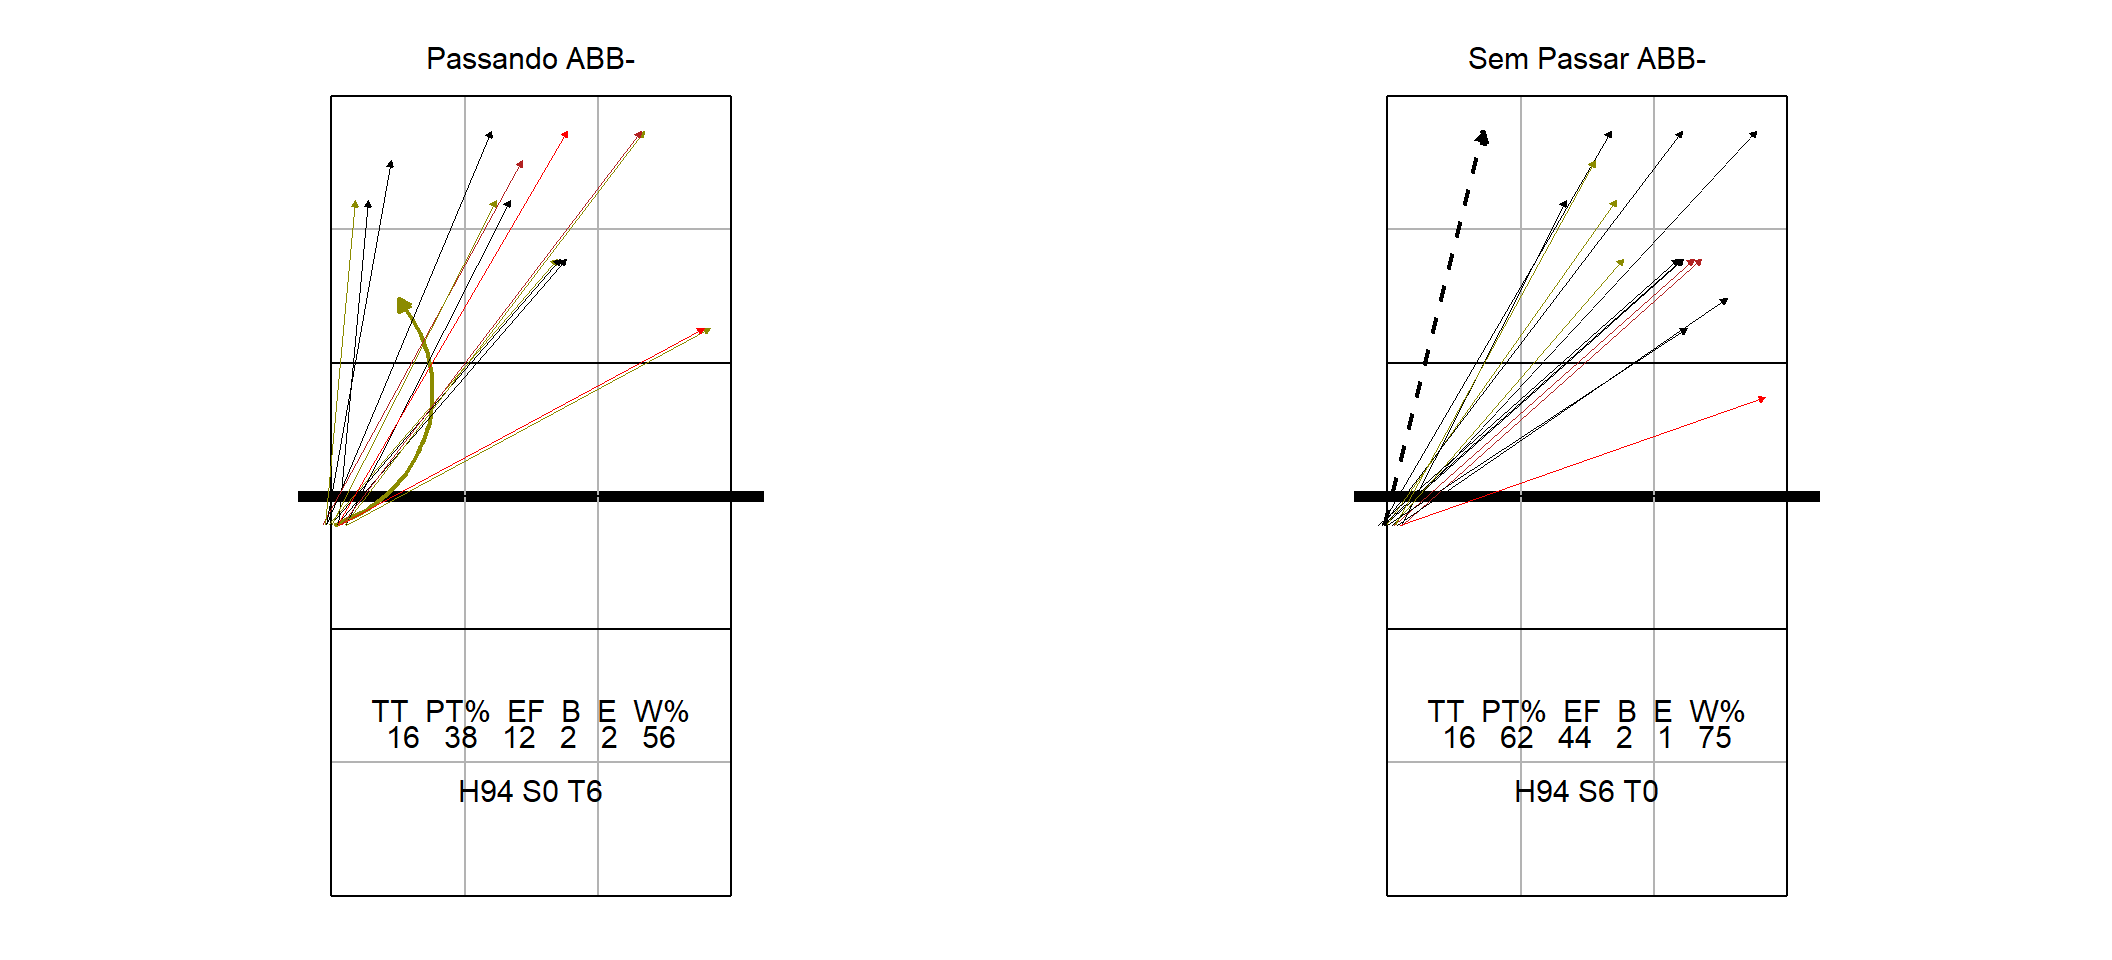 Passando ABB-
TT PT% EF B E W%
16 38 12 2 2 56
H94 S0 T6
Sem Passar ABB-
TT PT% EF B E W%
16 62 44 2 1 75
H94 S6 T0